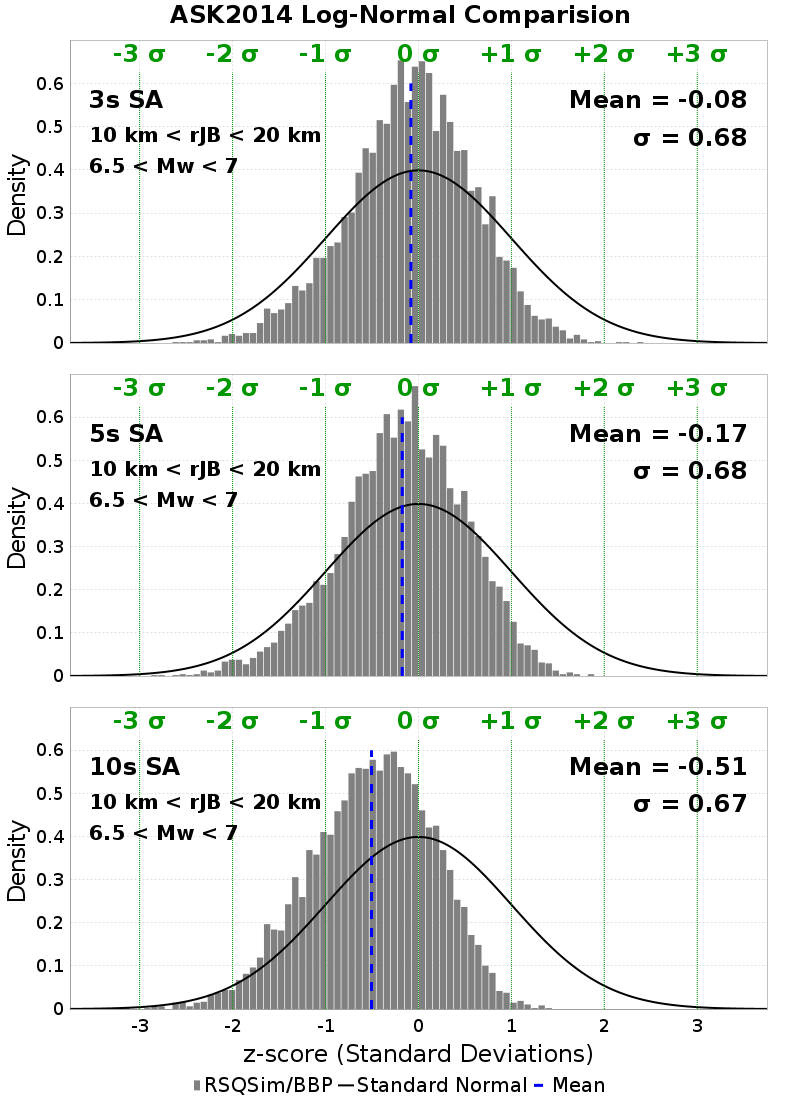 ASK2014 Log-Normal Comparision
-3 σ -2 σ -1 σ 0 σ +1 σ +2 σ +3 σ
0.6
3s SA Mean = -0.08
0.5
10 km < rJB < 20 km σ = 0.68
6.5 < Mw < 7
0.4
0.3
0.2
0.1
0
Density
-3 σ -2 σ -1 σ 0 σ +1 σ +2 σ +3 σ
0.6
5s SA Mean = -0.17
0.5
10 km < rJB < 20 km σ = 0.68
6.5 < Mw < 7
0.4
0.3
0.2
0.1
0
Density
-3 σ -2 σ -1 σ 0 σ +1 σ +2 σ +3 σ
0.6
10s SA Mean = -0.51
0.5
10 km < rJB < 20 km σ = 0.67
6.5 < Mw < 7
0.4
0.3
0.2
0.1
0
Density
-3 -2 -1 0 1 2 3
z-score (Standard Deviations)
RSQSim/BBP Standard Normal Mean